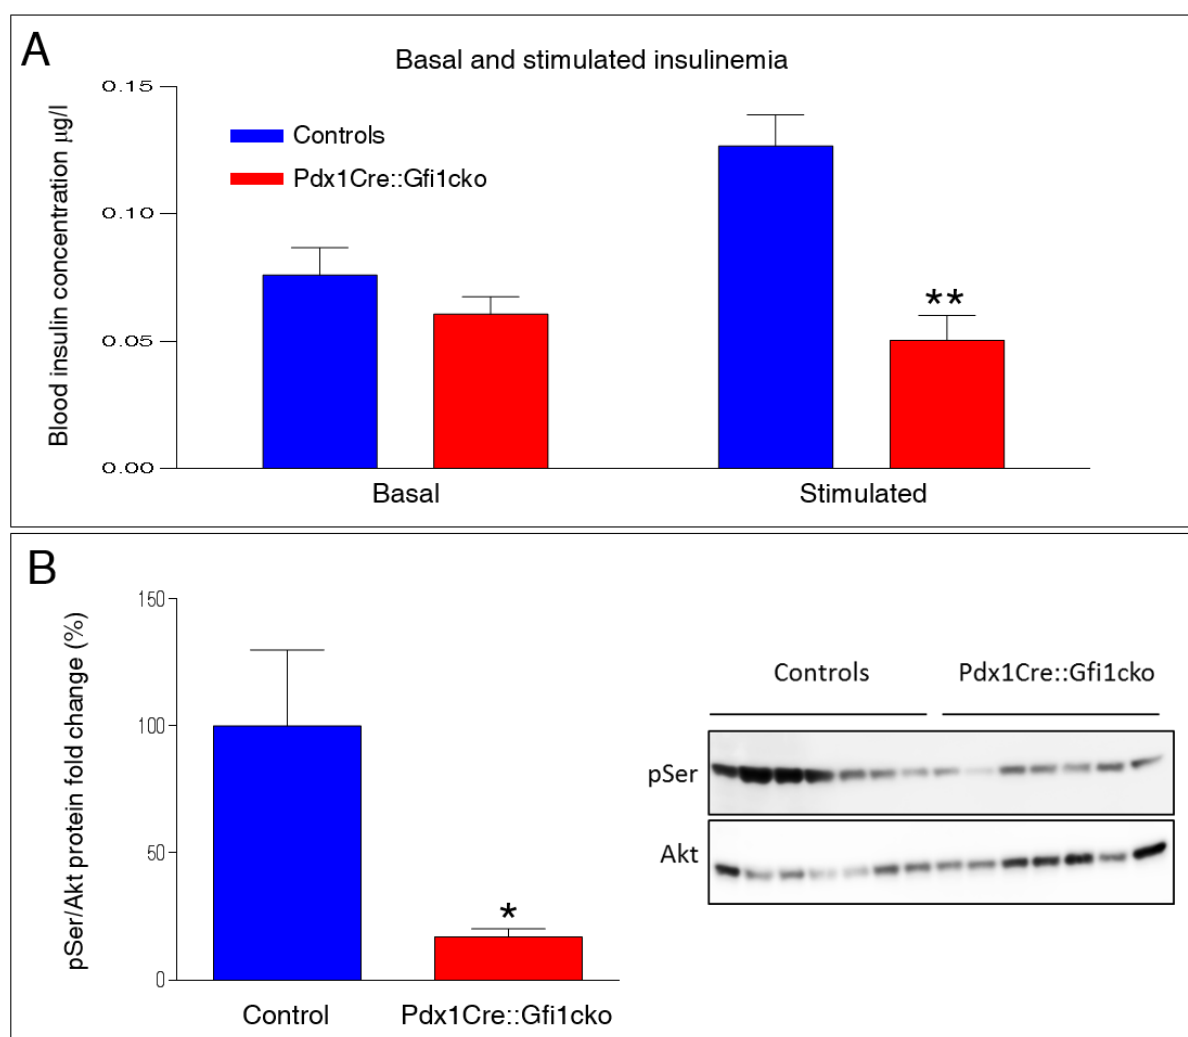 A
Basal and stimulated insulinemia
Blood insulin concentration µg/l
0.15
0.10
0.05
0.00
Controls
Pdx1Cre::Gfi1cko
**
Basal
Stimulated
B
pSer/Akt protein fold change (%)
150
100
50
0
*
Control
Pdx1Cre::Gfi1cko
Controls
Pdx1Cre::Gfi1cko
pSer
Akt